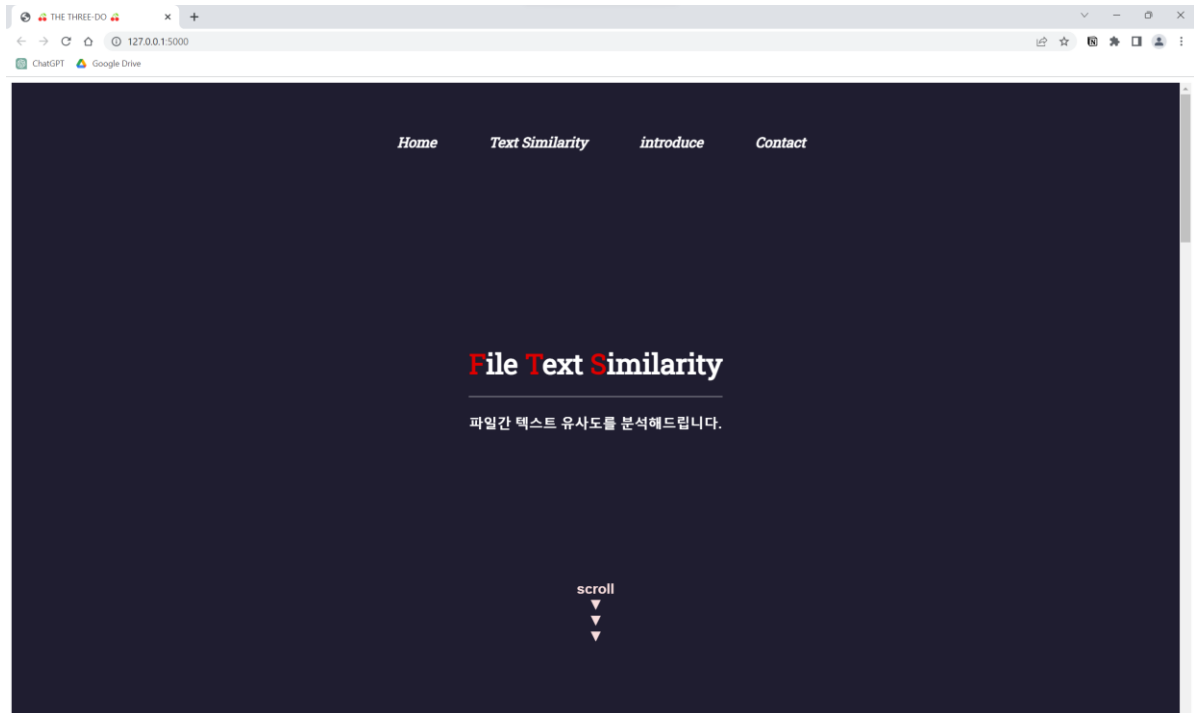 THE THREE-DO
127.0.0.1:5000
ChatGPT Google Drive
Home Text Similarity introduce Contact
File Text Similarity
파일간 텍스트 유사도를 분석해드립니다.
scroll